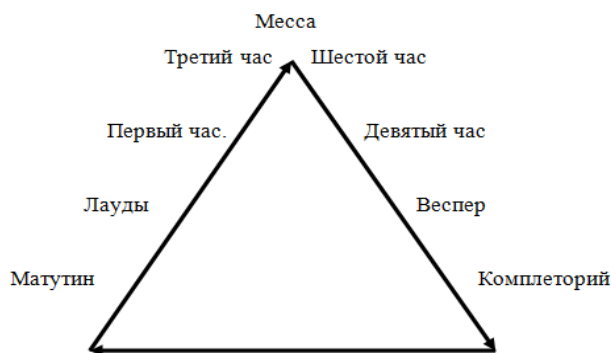 Месса
Третий час Шестой час
Первый час. Девятый час
Лауды Веспер
Матутин Комплеторий